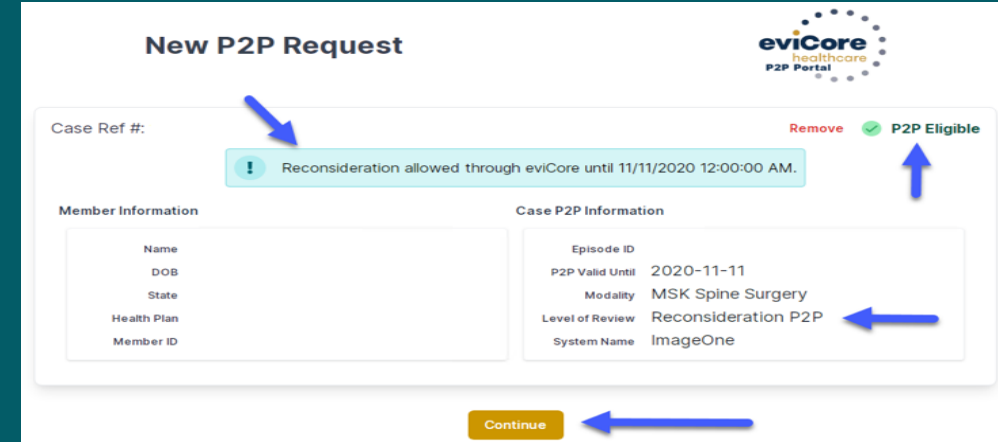 New P2P Request
eviCore
healthcare
P2P Portal
Case Ref #:
Remove
P2P Eligible
! Reconsideration allowed through eviCore until 11/11/2020 12:00:00 AM.
Member Information
Name
DOB
State
Health Plan
Member ID
Case P2P Information
Episode ID
P2P Valid Until 2020-11-11
Modality MSK Spine Surgery
Level of Review Reconsideration P2P
System Name ImageOne
Continue